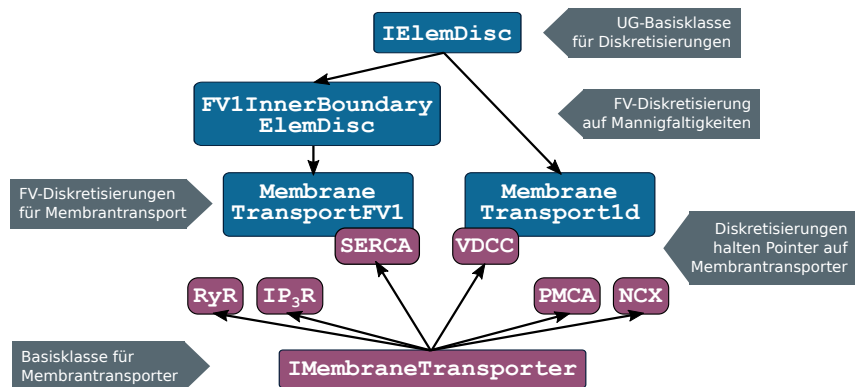 IElemDisc
UG-Basisklasse
für Diskretisierungen
FV1InnerBoundary
ElemDisc
FV-Diskretisierung
auf Mannigfaltigkeiten
FV-Diskretisierungen
für Membrantransport
Membrane
TransportFV1
Membrane
Transport1d
SERCA
VDCC
Diskretisierungen
halten Pointer auf
Membrantransporter
RyR
IP₃R
PMCA
NCX
Basisklasse für
Membrantransporter
IMembraneTransporter